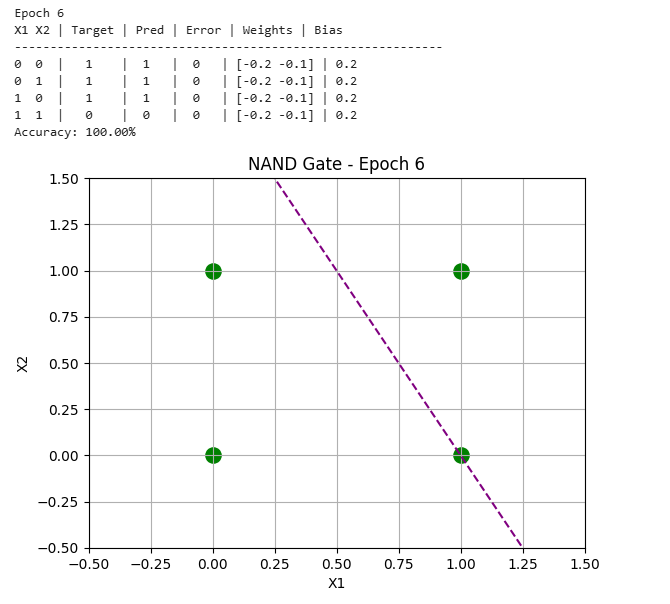 Epoch 6
X1 X2 | Target | Pred | Error | Weights | Bias
---------------------------------------------------------
0 0 | 1 | 1 | 0 | [-0.2 -0.1] | 0.2
0 1 | 1 | 1 | 0 | [-0.2 -0.1] | 0.2
1 0 | 1 | 1 | 0 | [-0.2 -0.1] | 0.2
1 1 | 0 | 0 | 0 | [-0.2 -0.1] | 0.2
Accuracy: 100.00%
NAND Gate - Epoch 6
1.50
1.25
1.00
0.75
0.50
0.25
0.00
−0.25
−0.50
X2
−0.50 −0.25 0.00 0.25 0.50 0.75 1.00 1.25 1.50
X1